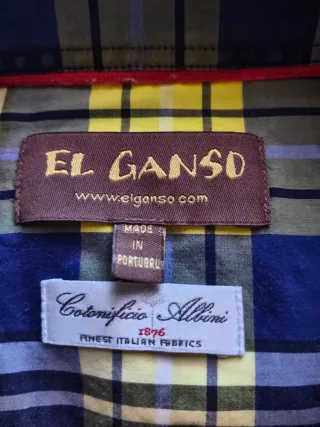 EL GANSO
www.elganso.com
MADE
IN
PORTUGAL
Cotonificio Albini
1876
FINEST ITALIAN FABRICS